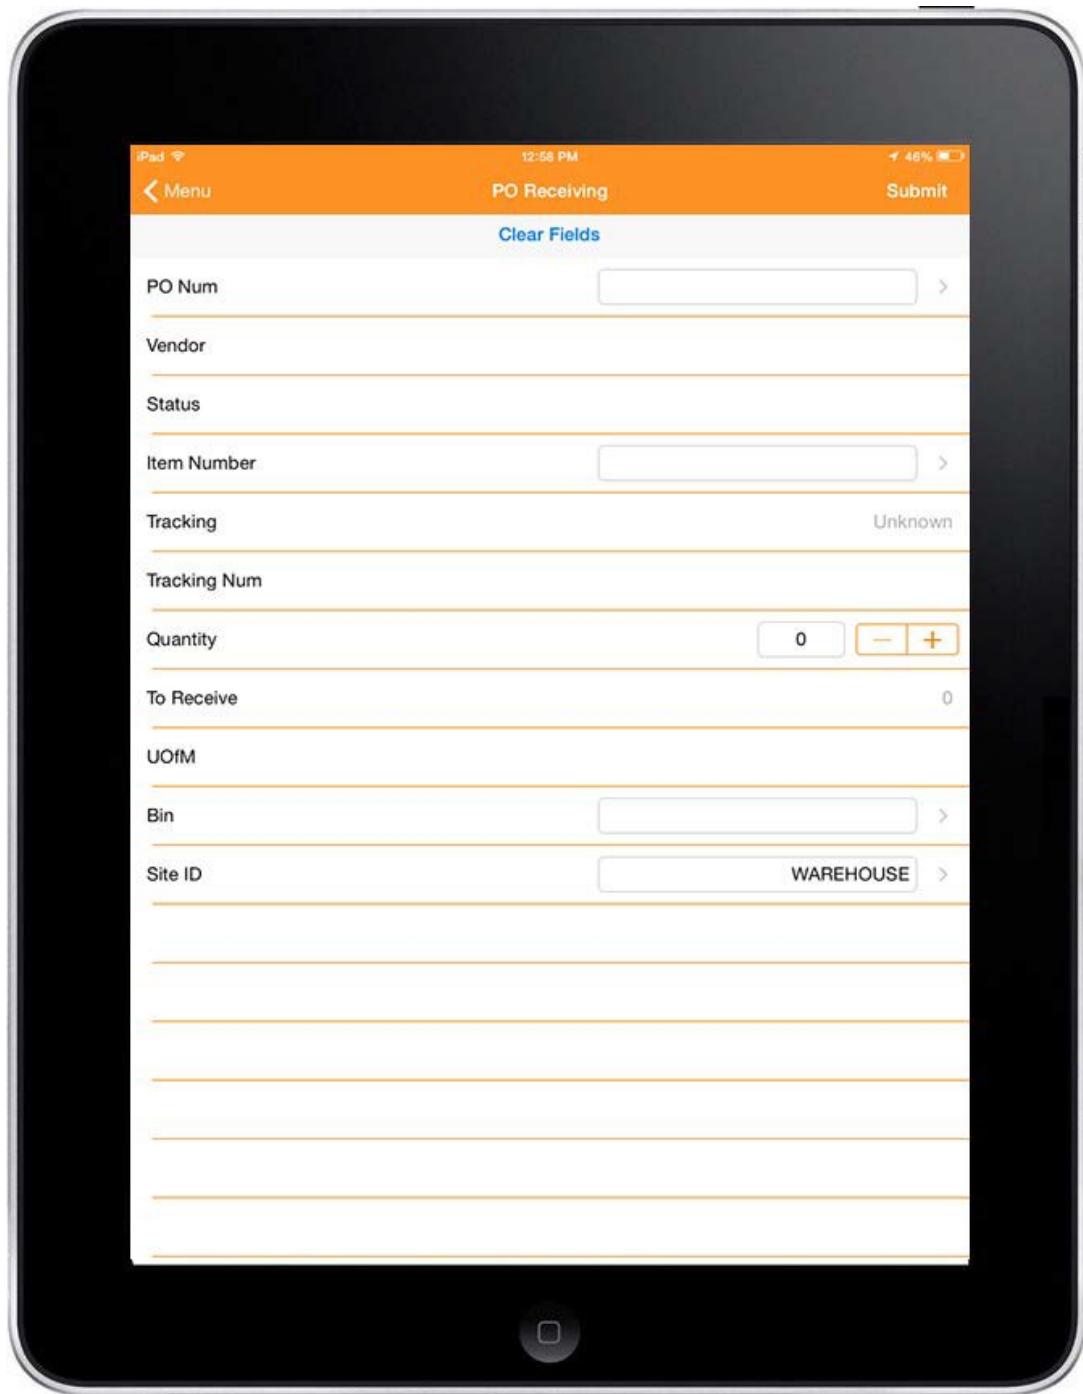 iPad 12:58 PM 46%
Menu PO Receiving Submit
Clear Fields
PO Num
Vendor
Status
Item Number
Tracking Unknown
Tracking Num
Quantity 0 − +
To Receive 0
UOfM
Bin
Site ID WAREHOUSE